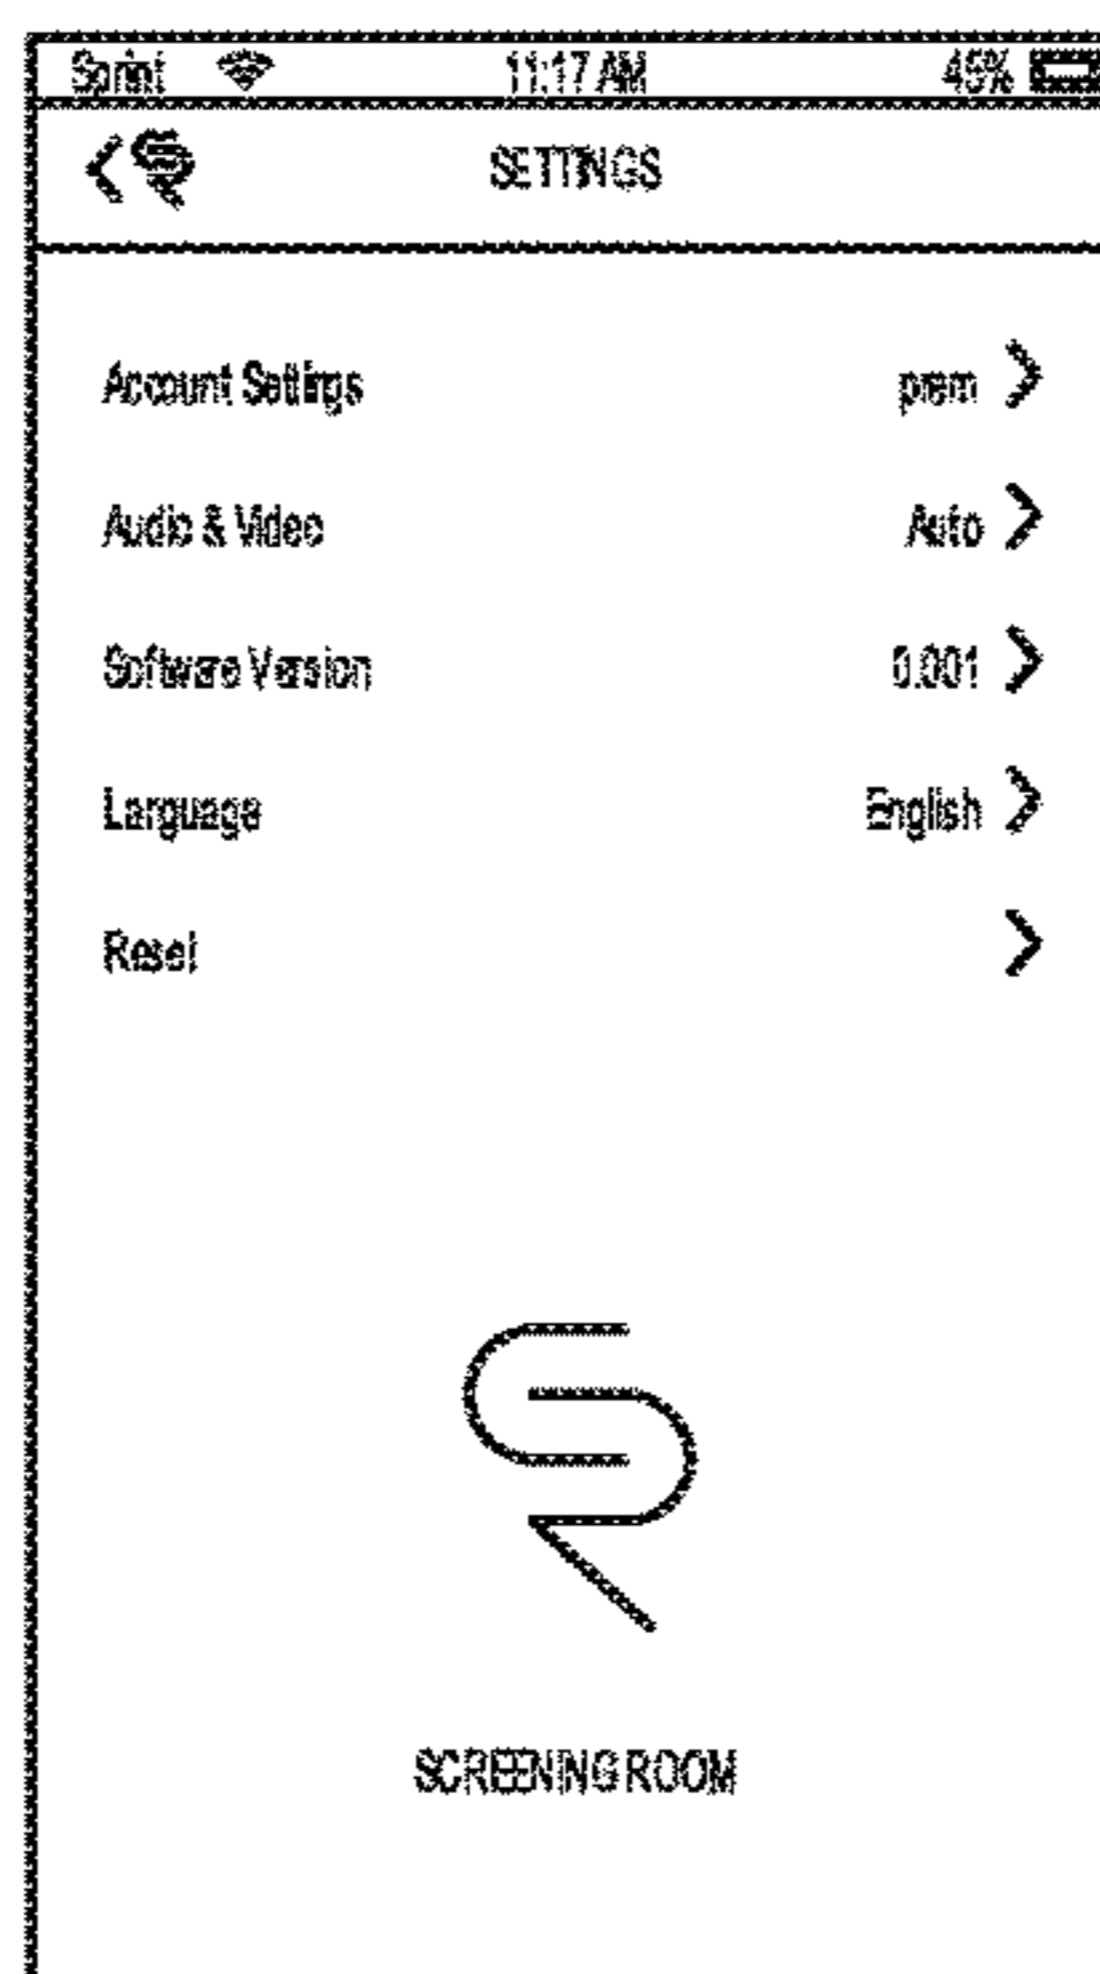 Sprint 11:17 AM 45%
SETTINGS
Account Settings prem
Audio & Video Auto
Software Version 0.001
Language English
Reset
SCREENING ROOM